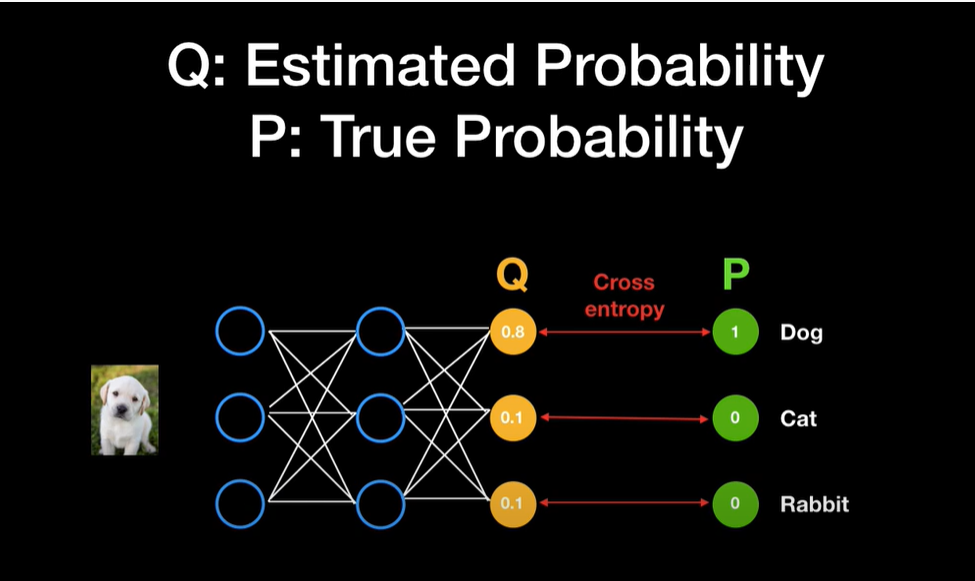 Q: Estimated Probability
P: True Probability
Q
P
Cross
entropy
0.8
1
Dog
0.1
0
Cat
0.1
0
Rabbit